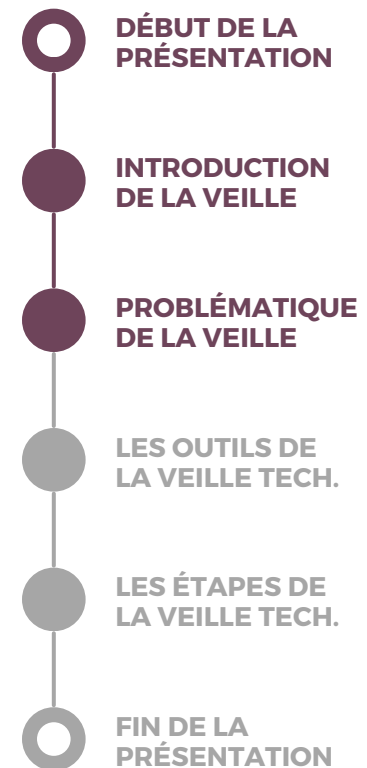 DÉBUT DE LA
PRÉSENTATION
INTRODUCTION
DE LA VEILLE
PROBLÉMATIQUE
DE LA VEILLE
LES OUTILS DE
LA VEILLE TECH.
LES ÉTAPES DE
LA VEILLE TECH.
FIN DE LA
PRÉSENTATION